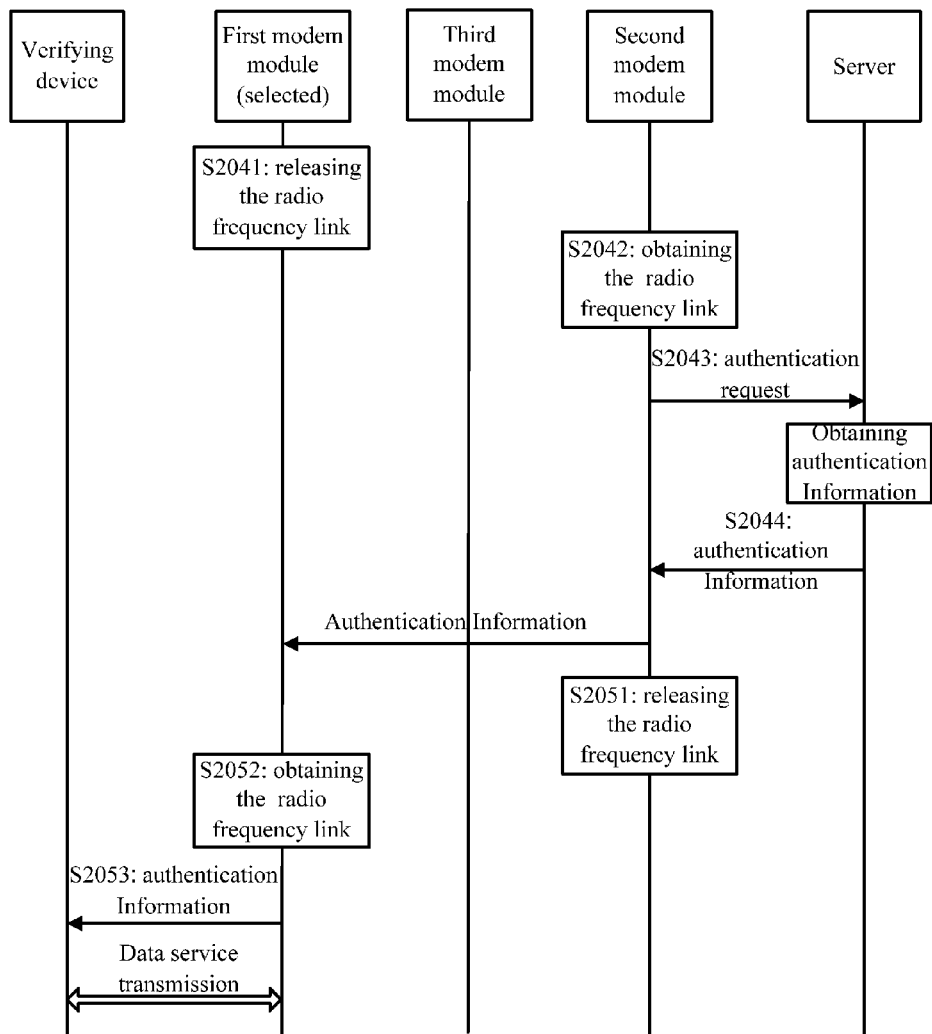 Verifying
device
First modem
module
(selected)
Third
modem
module
Second
modem
module
Server
S2041: releasing
the radio
frequency link
S2042: obtaining
the radio
frequency link
S2043: authentication
request
Obtaining
authentication
Information
S2044:
authentication
Information
Authentication Information
S2051: releasing
the radio
frequency link
S2052: obtaining
the radio
frequency link
S2053: authentication
Information
Data service
transmission